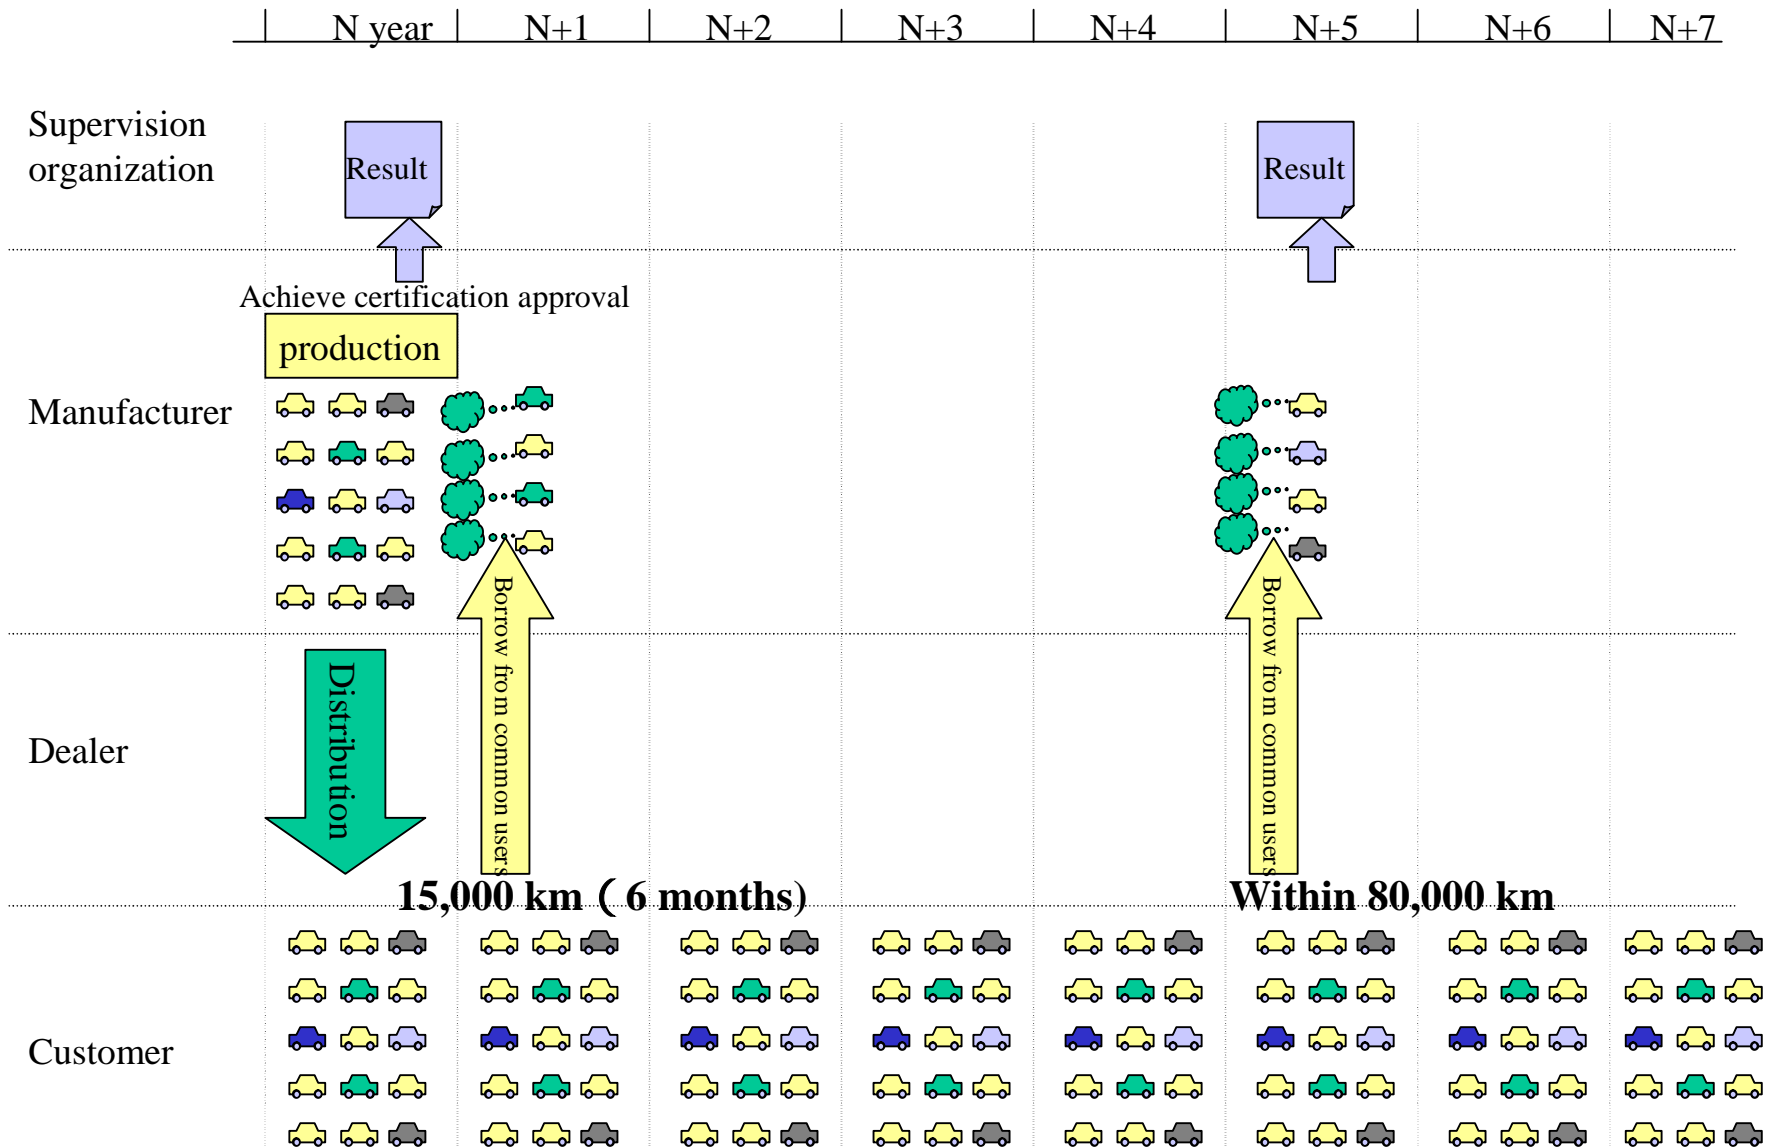 N year N+1 N+2 N+3 N+4 N+5 N+6 N+7
Supervision
organization
Result
Result
Achieve certification approval
production
Manufacturer
Borrow from common users
Borrow from common users
Distribution
Dealer
15,000 km ( 6 months)
Within 80,000 km
Customer